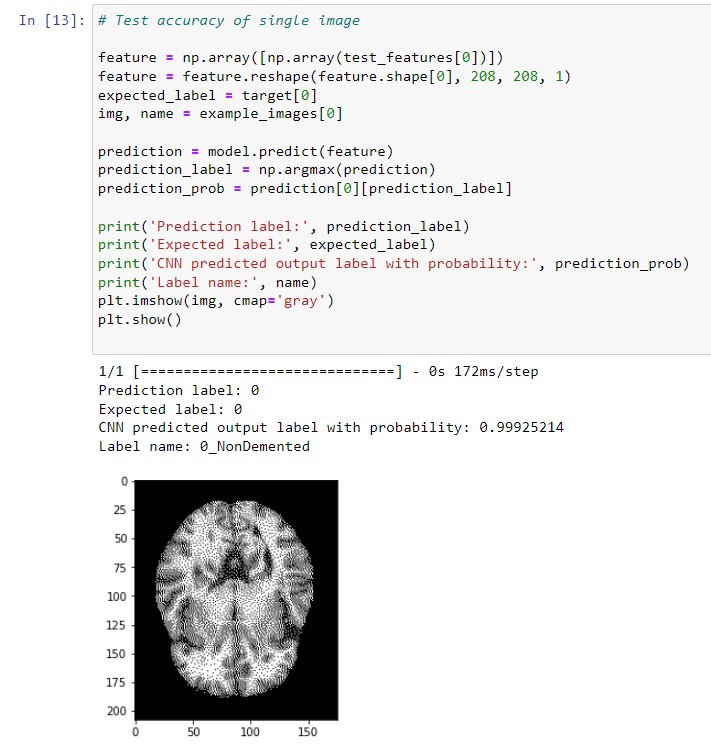 In [13]: # Test accuracy of single image
feature = np.array([np.array(test_features[0])])
feature = feature.reshape(feature.shape[0], 208, 208, 1)
expected_label = target[0]
img, name = example_images[0]
prediction = model.predict(feature)
prediction_label = np.argmax(prediction)
prediction_prob = prediction[0][prediction_label]
print('Prediction label:', prediction_label)
print('Expected label:', expected_label)
print('CNN predicted output label with probability:', prediction_prob)
print('Label name:', name)
plt.imshow(img, cmap='gray')
plt.show()
1/1 [==============================] - 0s 172ms/step
Prediction label: 0
Expected label: 0
CNN predicted output label with probability: 0.99925214
Label name: 0_NonDemented
0
25
50
75
100
125
150
175
200
0 50 100 150